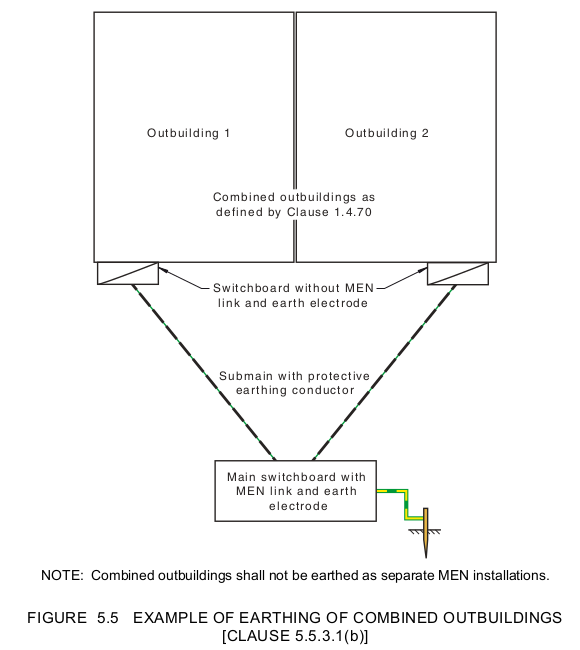 Outbuilding 1
Outbuilding 2
Combined outbuildings as
defined by Clause 1.4.70
Switchboard without MEN
link and earth electrode
Submain with protective
earthing conductor
Main switchboard with
MEN link and earth
electrode
NOTE: Combined outbuildings shall not be earthed as separate MEN installations.
FIGURE 5.5 EXAMPLE OF EARTHING OF COMBINED OUTBUILDINGS
[CLAUSE 5.5.3.1(b)]